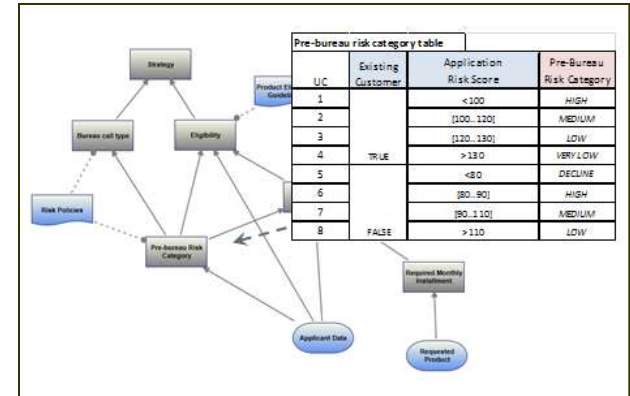 Pre-bureau risk category table
UC Existing Customer Application Risk Score Pre-Bureau Risk Category
1 <100 HIGH
2 [100..120] MEDIUM
3 [120..130] LOW
4 TRUE >130 VERY LOW
5 <80 DECLINE
6 [80..90] HIGH
7 [90..110] MEDIUM
8 FALSE >110 LOW
Strategy
Product
Bureau call type
Eligibility
Risk Policies
Pre-bureau Risk
Category
Required Monthly
Installment
Applicant Data
Requested
Product